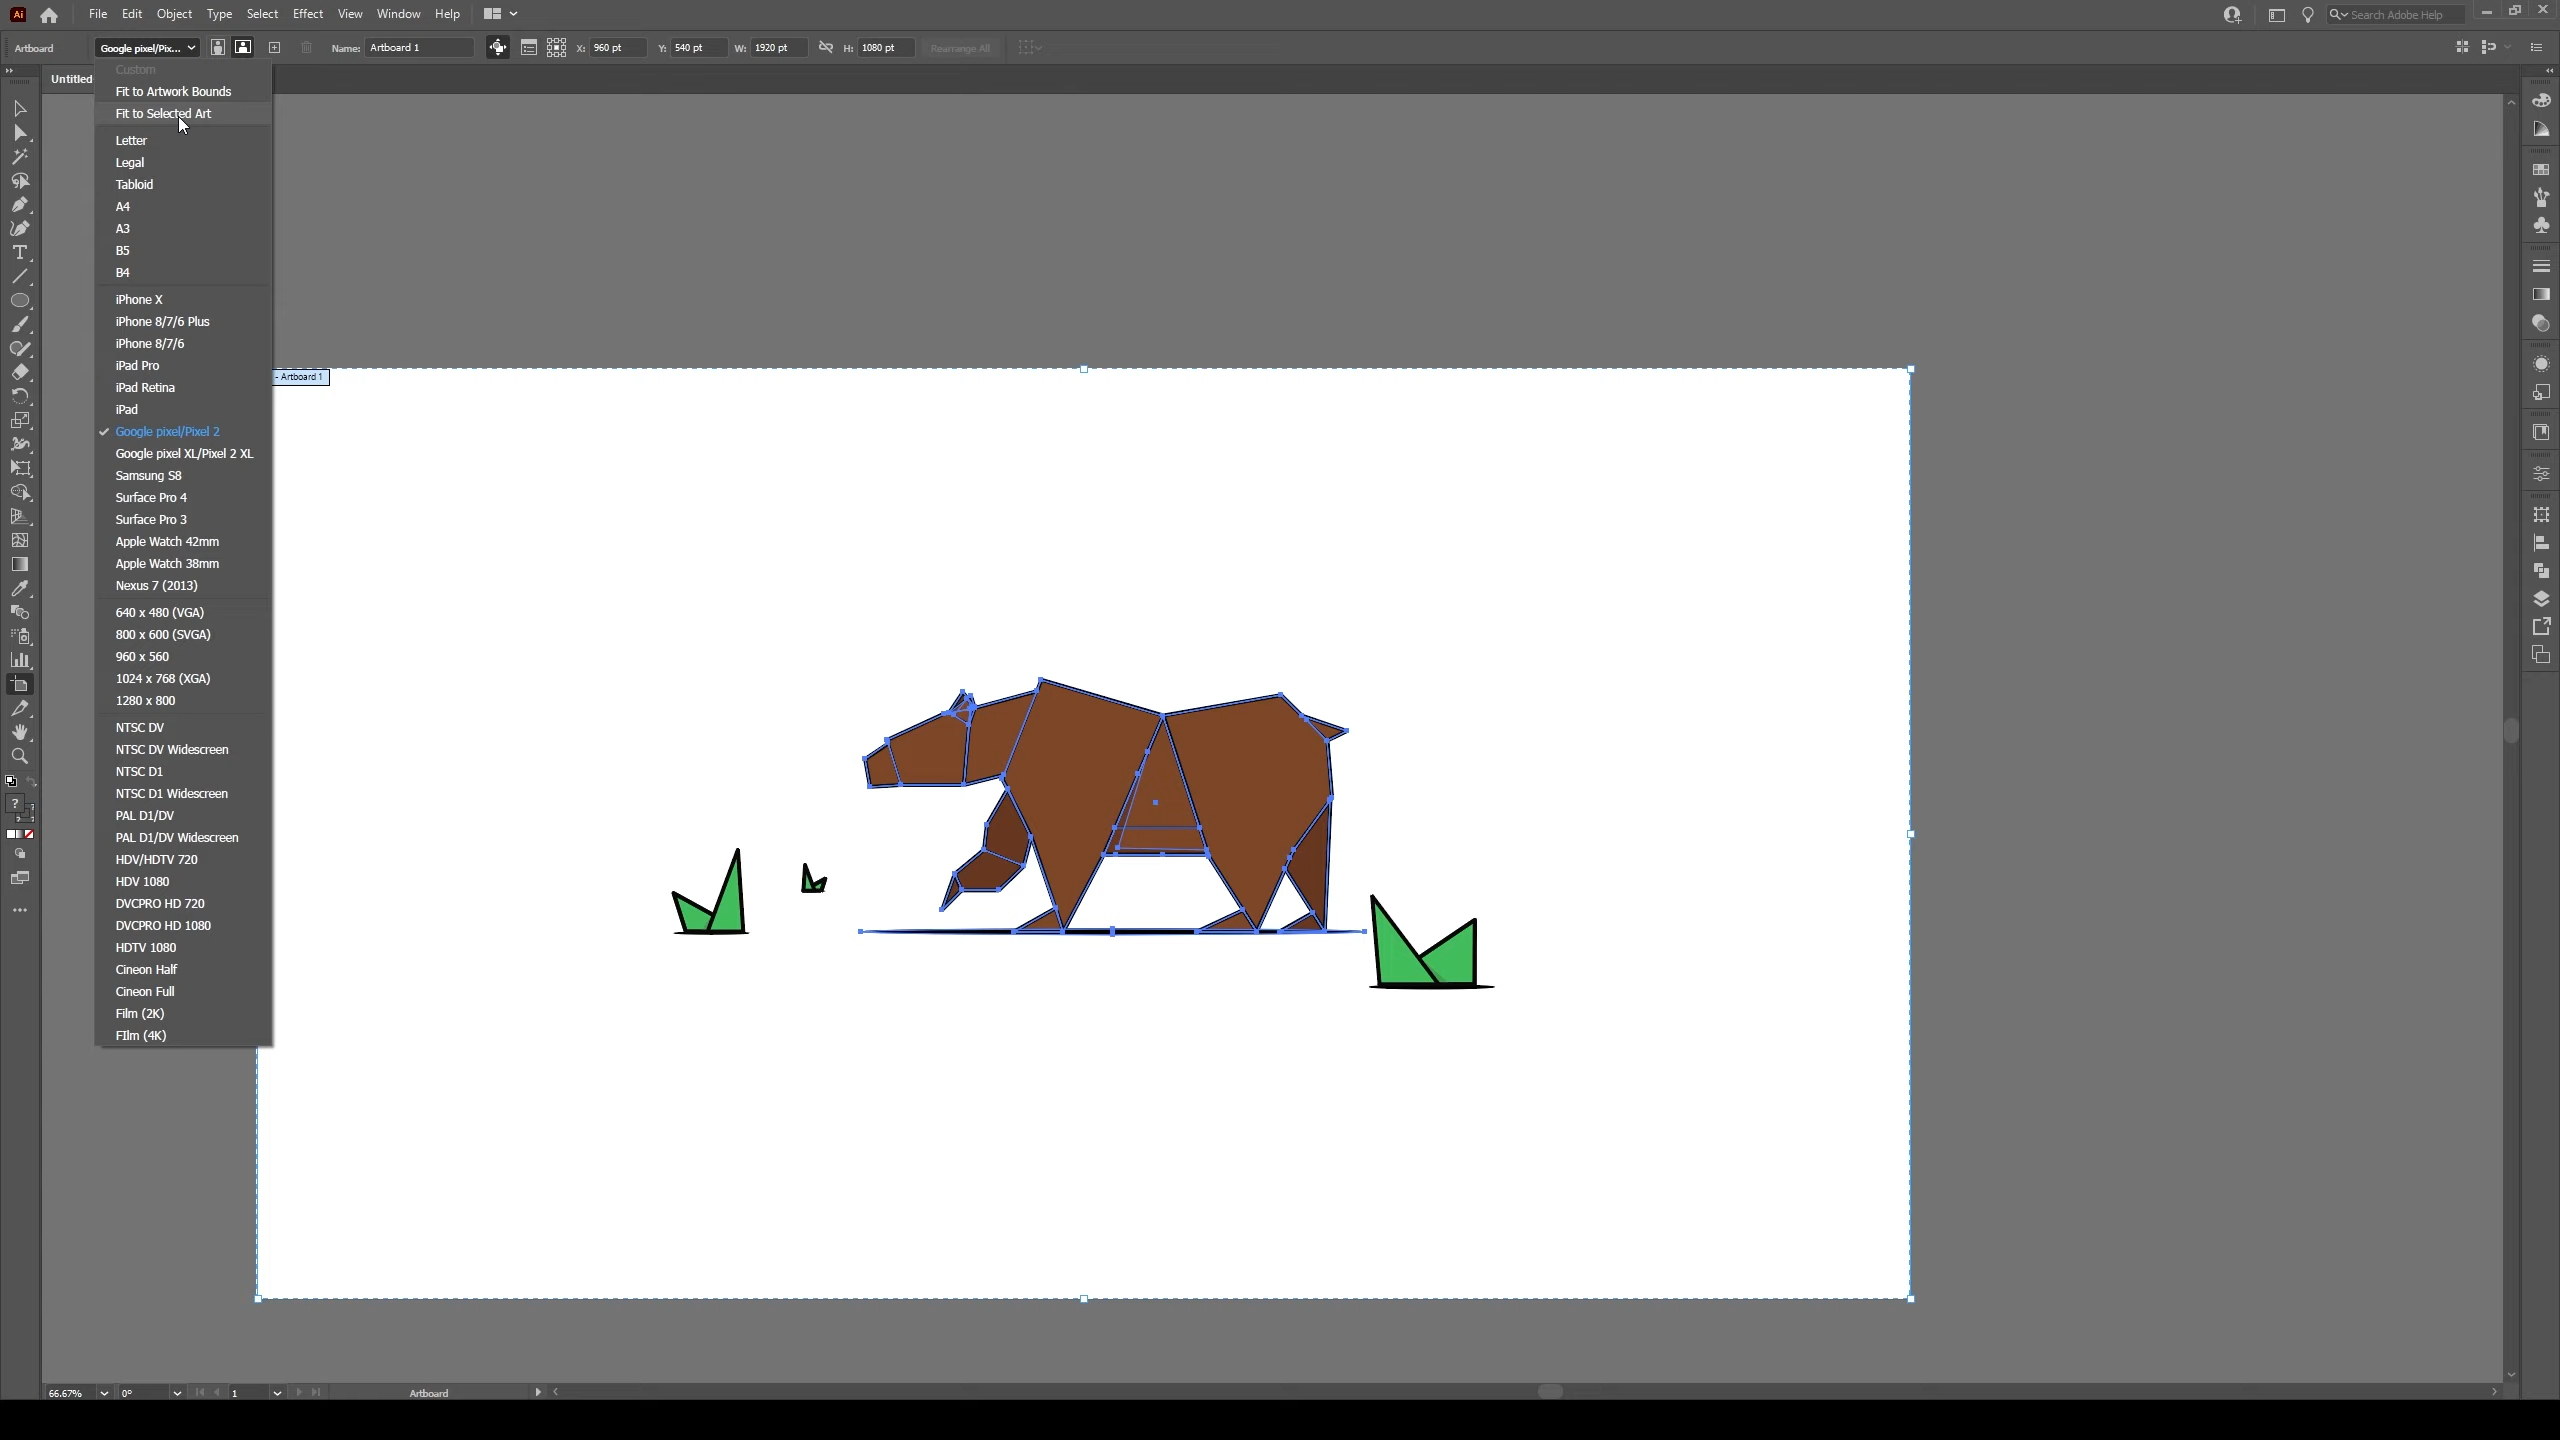 Ai File Edit Object Type Select Effect View Window Help Search Adobe Help
Artboard Google pixel/Pix... Name: Artboard 1 X: 960 pt Y: 540 pt W: 1920 pt H: 1080 pt Rearrange All
Untitled
Custom
Fit to Artwork Bounds
Fit to Selected Art
Letter
Legal
Tabloid
A4
A3
B5
B4
iPhone X
iPhone 8/7/6 Plus
iPhone 8/7/6
iPad Pro
iPad Retina
iPad
Google pixel/Pixel 2
Google pixel XL/Pixel 2 XL
Samsung S8
Surface Pro 4
Surface Pro 3
Apple Watch 42mm
Apple Watch 38mm
Nexus 7 (2013)
640 x 480 (VGA)
800 x 600 (SVGA)
960 x 560
1024 x 768 (XGA)
1280 x 800
NTSC DV
NTSC DV Widescreen
NTSC D1
NTSC D1 Widescreen
PAL D1/DV
PAL D1/DV Widescreen
HDV/HDTV 720
HDV 1080
DVCPRO HD 720
DVCPRO HD 1080
HDTV 1080
Cineon Half
Cineon Full
Film (2K)
FIlm (4K)
- Artboard 1
66.67% 0° 1 Artboard